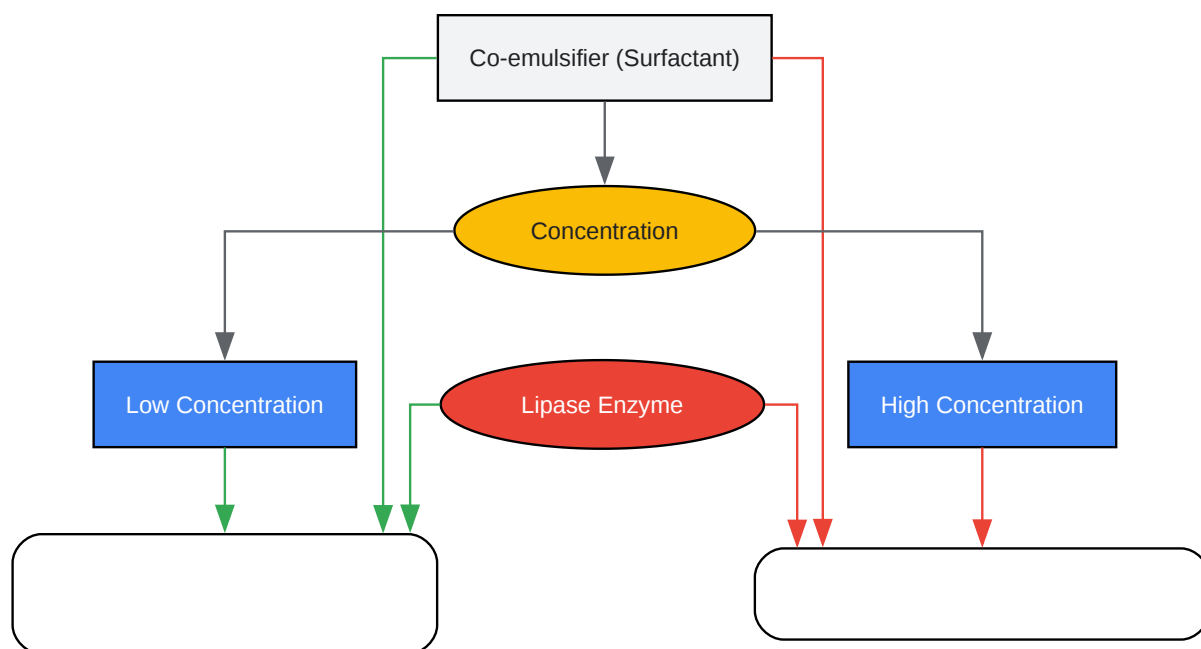 Co-emulsifier (Surfactant)
Concentration
Low Concentration
Lipase Enzyme
High Concentration